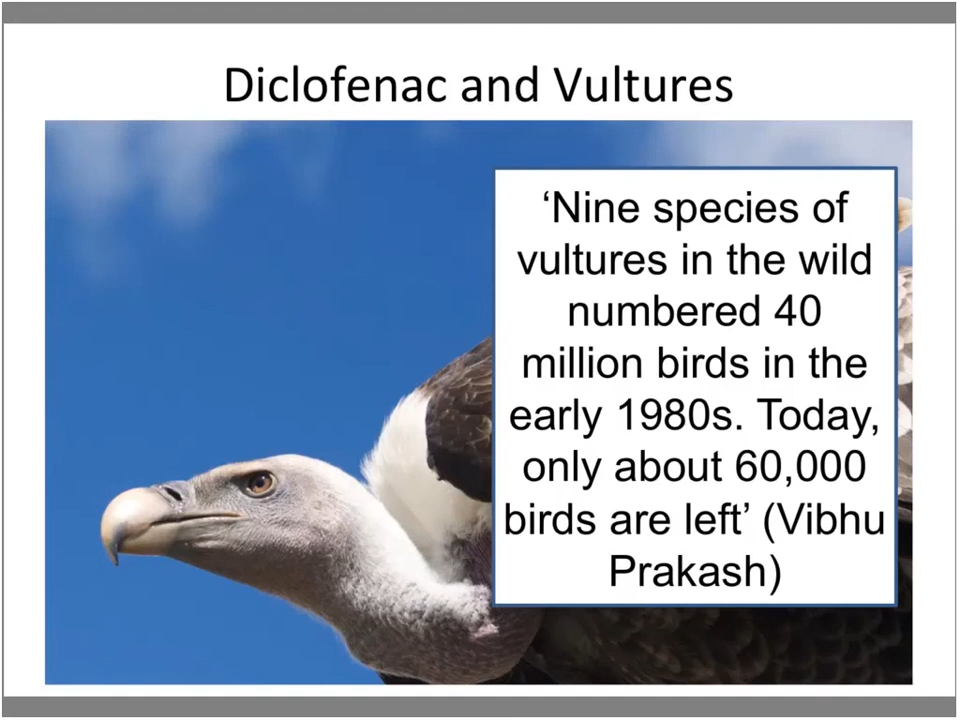 Diclofenac and Vultures
‘Nine species of
vultures in the wild
numbered 40
million birds in the
early 1980s. Today,
only about 60,000
birds are left’ (Vibhu
Prakash)